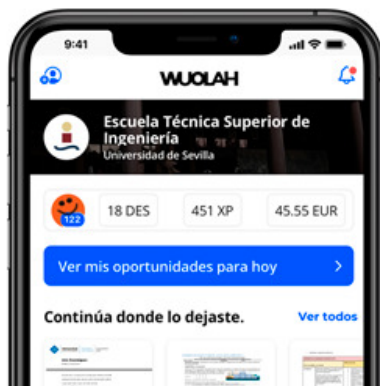 9:41
WUOLAH
Escuela Técnica Superior de
Ingeniería
Universidad de Sevilla
122
18 DES
451 XP
45.55 EUR
Ver mis oportunidades para hoy
Continúa donde lo dejaste.
Ver todos